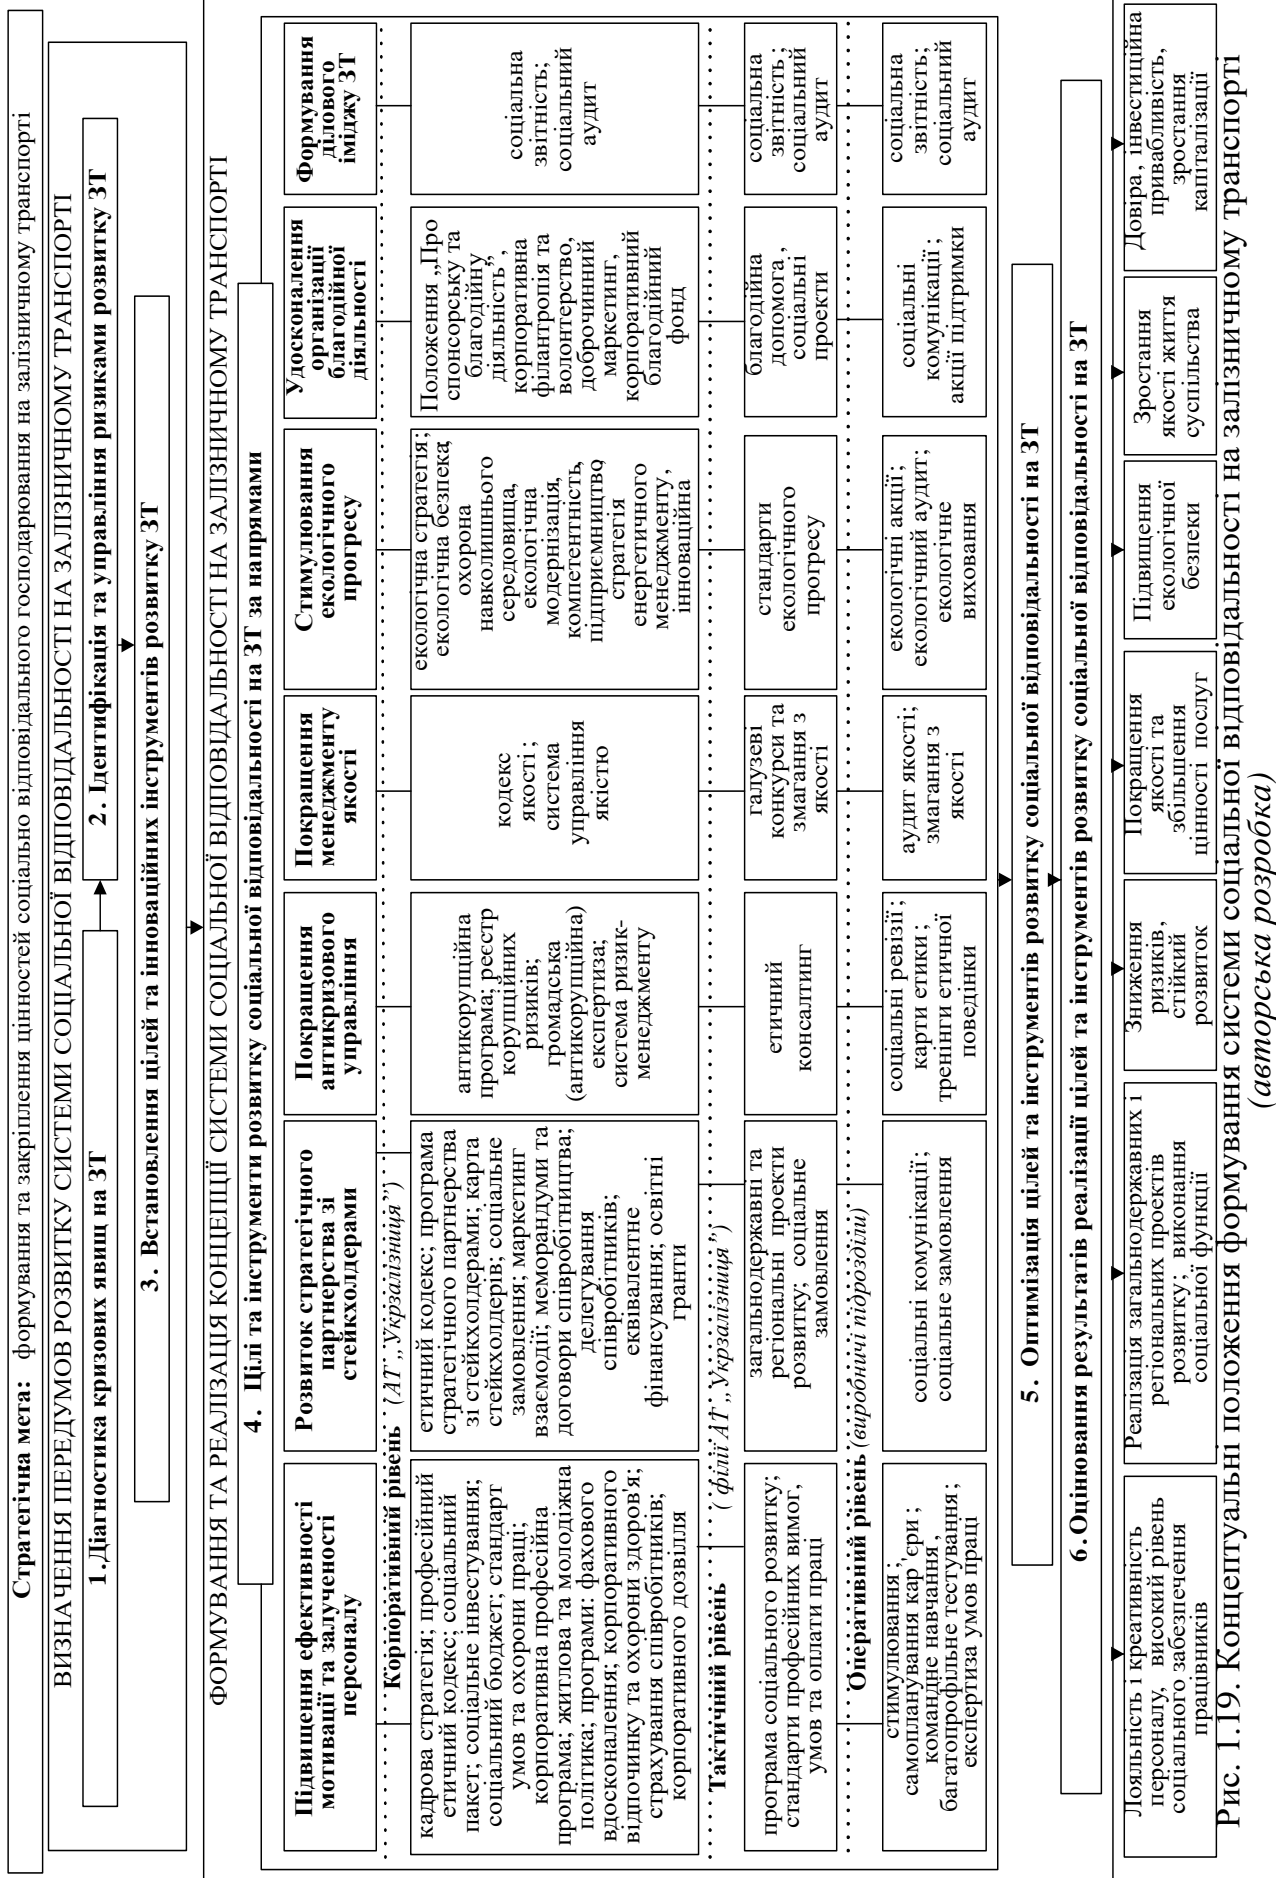 Стратегічна мета: формування та закріплення цінностей соціально відповідального господарювання на залізничному транспорті
ВИЗНАЧЕННЯ ПЕРЕДУМОВ РОЗВИТКУ СИСТЕМИ СОЦІАЛЬНОЇ ВІДПОВІДАЛЬНОСТІ НА ЗАЛІЗНИЧНОМУ ТРАНСПОРТІ
1.Діагностика кризових явищ на ЗТ
2. Ідентифікація та управління ризиками розвитку ЗТ
3. Встановлення цілей та інноваційних інструментів розвитку ЗТ
ФОРМУВАННЯ ТА РЕАЛІЗАЦІЯ КОНЦЕПЦІЇ СИСТЕМИ СОЦІАЛЬНОЇ ВІДПОВІДАЛЬНОСТІ НА ЗАЛІЗНИЧНОМУ ТРАНСПОРТІ
4. Цілі та інструменти розвитку соціальної відповідальності на ЗТ за напрямами
Підвищення ефективності
мотивації та залученості
персоналу
Розвиток стратегічного
партнерства зі
стейкхолдерами
Покращення
антикризового
управління
Покращення
менеджменту
якості
Стимулювання
екологічного
прогресу
Удосконалення
організації
благодійної
діяльності
Формування
ділового
іміджу ЗТ
Корпоративний рівень (АТ „Укрзалізниця”)
кадрова стратегія; професійний
етичний кодекс; соціальний
пакет; соціальне інвестування;
соціальний бюджет; стандарт
умов та охорони праці;
корпоративна професійна
програма; житлова та молодіжна
політика; програми: фахового
вдосконалення; корпоративного
відпочинку та охорони здоров'я;
страхування співробітників;
корпоративного дозвілля
етичний кодекс; програма
стратегічного партнерства
зі стейкхолдерами; карта
стейкхолдерів; соціальне
замовлення; маркетинг
взаємодії; меморандуми та
договори співробітництва;
делегування
співробітників;
еквівалентне
фінансування; освітні
гранти
антикорупційна
програма; реєстр
корупційних
ризиків;
громадська
(антикорупційна)
експертиза;
система ризик-
менеджменту
кодекс
якості ;
система
управління
якістю
екологічна стратегія ;
екологічна безпека,
охорона
навколишнього
середовища,
екологічна
модернізація,
компетентність,
підприємництво,
стратегія
енергетичного
менеджменту,
інноваційна
Положення „Про
спонсорську та
благодійну
діяльність”,
корпоративна
філантропія та
волонтерство,
доброчинний
маркетинг,
корпоративний
благодійний
фонд
соціальна
звітність;
соціальний
аудит
Тактичний рівень ( філії АТ „Укрзалізниця”)
програма соціального розвитку;
стандарти професійних вимог,
умов та оплати праці
загальнодержавні та
регіональні проекти
розвитку; соціальне
замовлення
етичний
консалтинг
галузеві
конкурси та
змагання з
якості
стандарти
екологічного
прогресу
благодійна
допомога,
соціальні
проекти
соціальна
звітність ;
соціальний
аудит
Оперативний рівень (виробничі підрозділи)
стимулювання ;
самопланування кар'єри ;
командне навчання ,
багатопрофільне тестування ;
експертиза умов праці
соціальні комунікації ;
соціальне замовлення
соціальні ревізії ;
карти етики ;
тренінги етичної
поведінки
аудит якості;
змагання з
якості
екологічні акції ;
екологічний аудит ;
екологічне
виховання
соціальні
комунікації ;
акції підтримки
соціальна
звітність ;
соціальний
аудит
5. Оптимізація цілей та інструментів розвитку соціальної відповідальності на ЗТ
6. Оцінювання результатів реалізації цілей та інструментів розвитку соціальної відповідальності на ЗТ
Лояльність і креативність
персоналу, високий рівень
соціального забезпечення
працівників
Реалізація загальнодержавних і
регіональних проектів
розвитку; виконання
соціальної функції
Зниження
ризиків,
стійкий
розвиток
Покращення
якості та
збільшення
цінності послуг
Підвищення
екологічної
безпеки
Зростання
якості життя
суспільства
Довіра , інвестиційна
привабливість,
зростання
капіталізації
Рис. 1.19. Концептуальні положення формування системи соціальної відповідальності на залізничному транспорті
(авторська розробка)